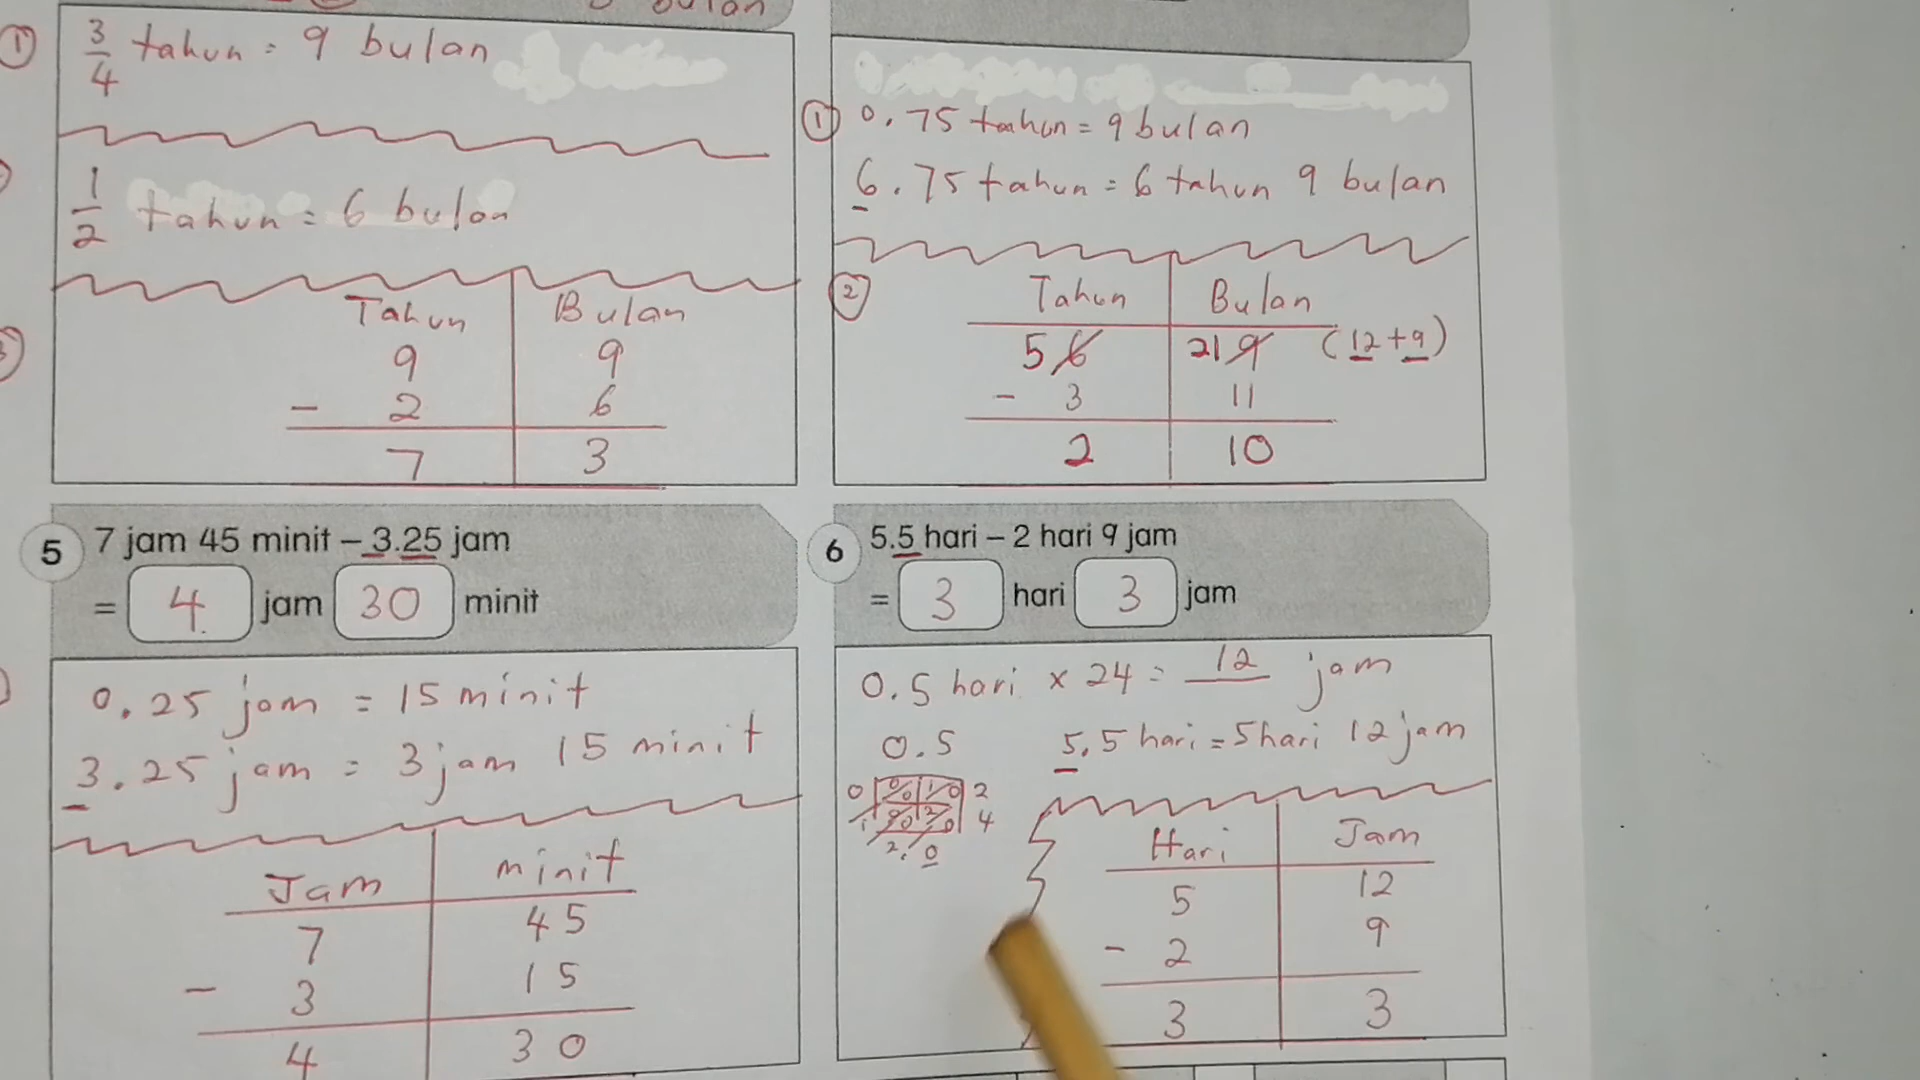 bulan
① 3/4 tahun = 9 bulan
1/2 tahun = 6 bulan
Tahun Bulan
9 9
- 2 6
7 3
① 0.75 tahun = 9 bulan
6.75 tahun = 6 tahun 9 bulan
② Tahun Bulan
5 6 21 9 (12+9)
- 3 11
2 10
5 7 jam 45 minit – 3.25 jam
= 4 jam 30 minit
0.25 jam = 15 minit
3.25 jam = 3 jam 15 minit
Jam minit
7 45
- 3 15
4 30
6 5.5 hari – 2 hari 9 jam
= 3 hari 3 jam
0.5 hari × 24 = 12 jam
0.5 5.5 hari = 5 hari 12 jam
Hari Jam
5 12
- 2 9
3 3